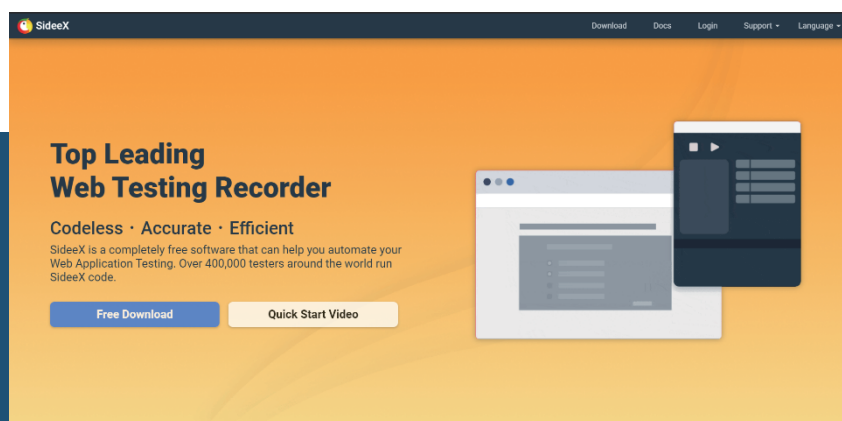 SideeX
Download
Docs
Login
Support
Language
Top Leading
Web Testing Recorder
Codeless · Accurate · Efficient
SideeX is a completely free software that can help you automate your
Web Application Testing. Over 400,000 testers around the world run
SideeX code.
Free Download
Quick Start Video